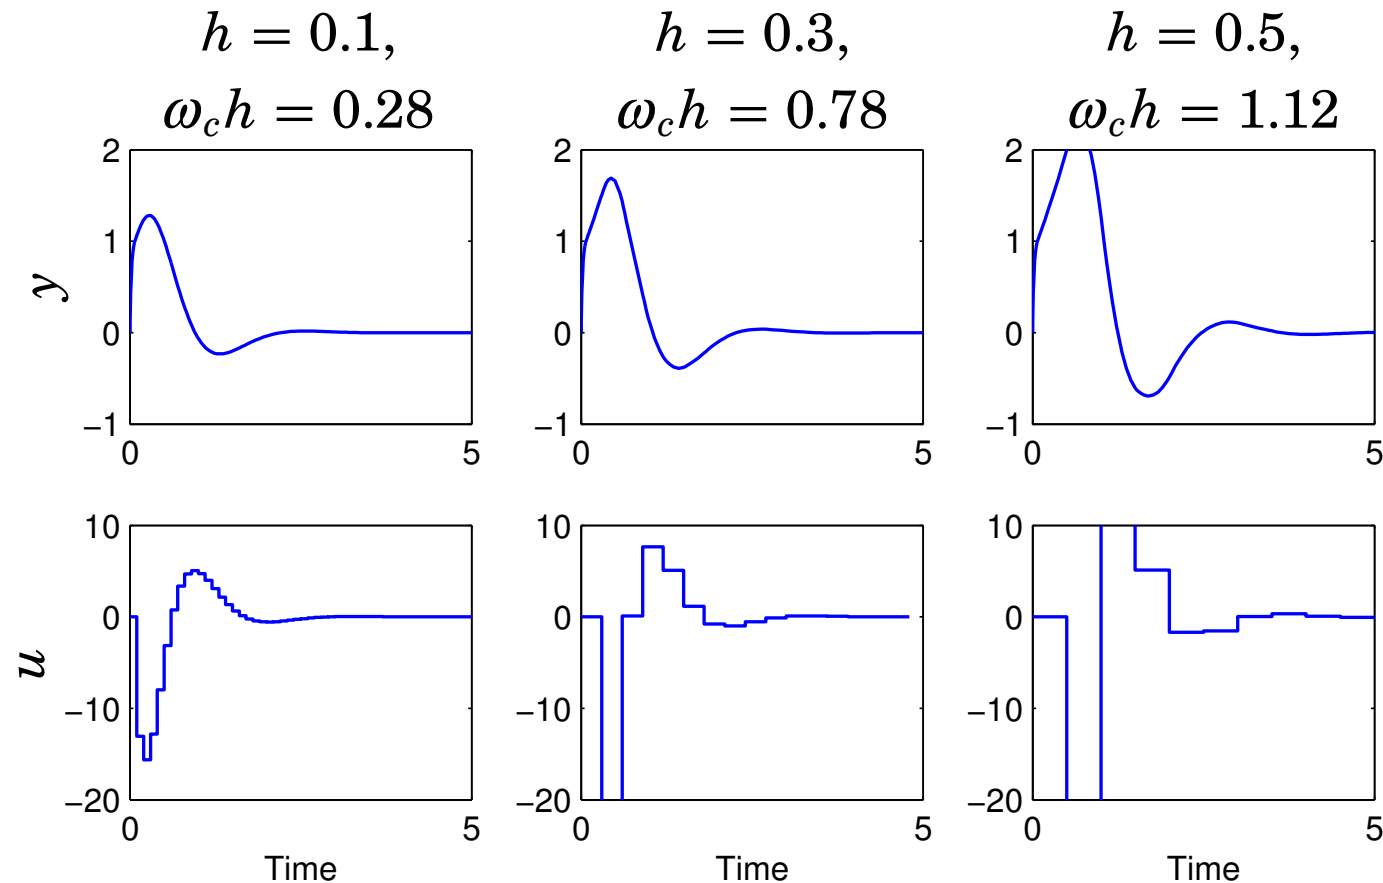 h = 0.1, h = 0.3, h = 0.5,
ω_c h = 0.28 ω_c h = 0.78 ω_c h = 1.12
2 2 2
1 1 1
y
0 0 0
−1 −1 −1
0 5 0 5 0 5
10 10 10
0 0 0
u
−10 −10 −10
−20 −20 −20
0 5 0 5 0 5
Time Time Time